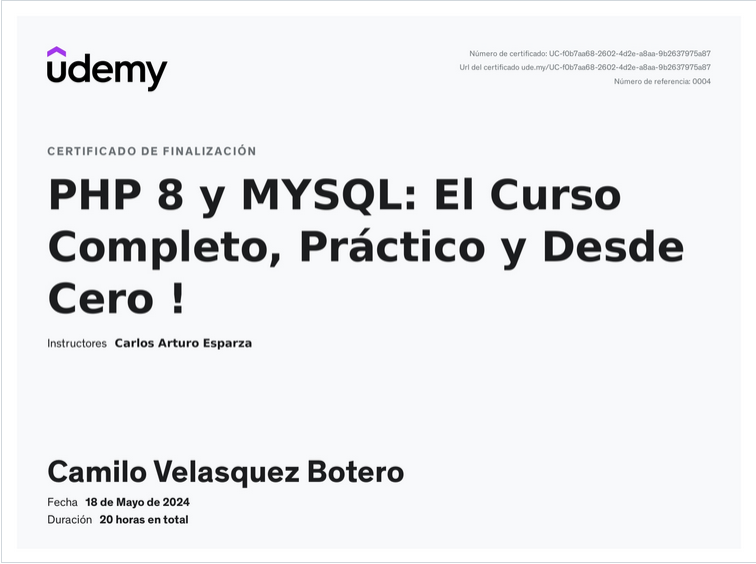 udemy
Número de certificado: UC-f0b7aa68-2602-4d2e-a8aa-9b2637975a87
Url del certificado ude.my/UC-f0b7aa68-2602-4d2e-a8aa-9b2637975a87
Número de referencia: 0004
CERTIFICADO DE FINALIZACIÓN
PHP 8 y MYSQL: El Curso
Completo, Práctico y Desde
Cero !
Instructores Carlos Arturo Esparza
Camilo Velasquez Botero
Fecha 18 de Mayo de 2024
Duración 20 horas en total